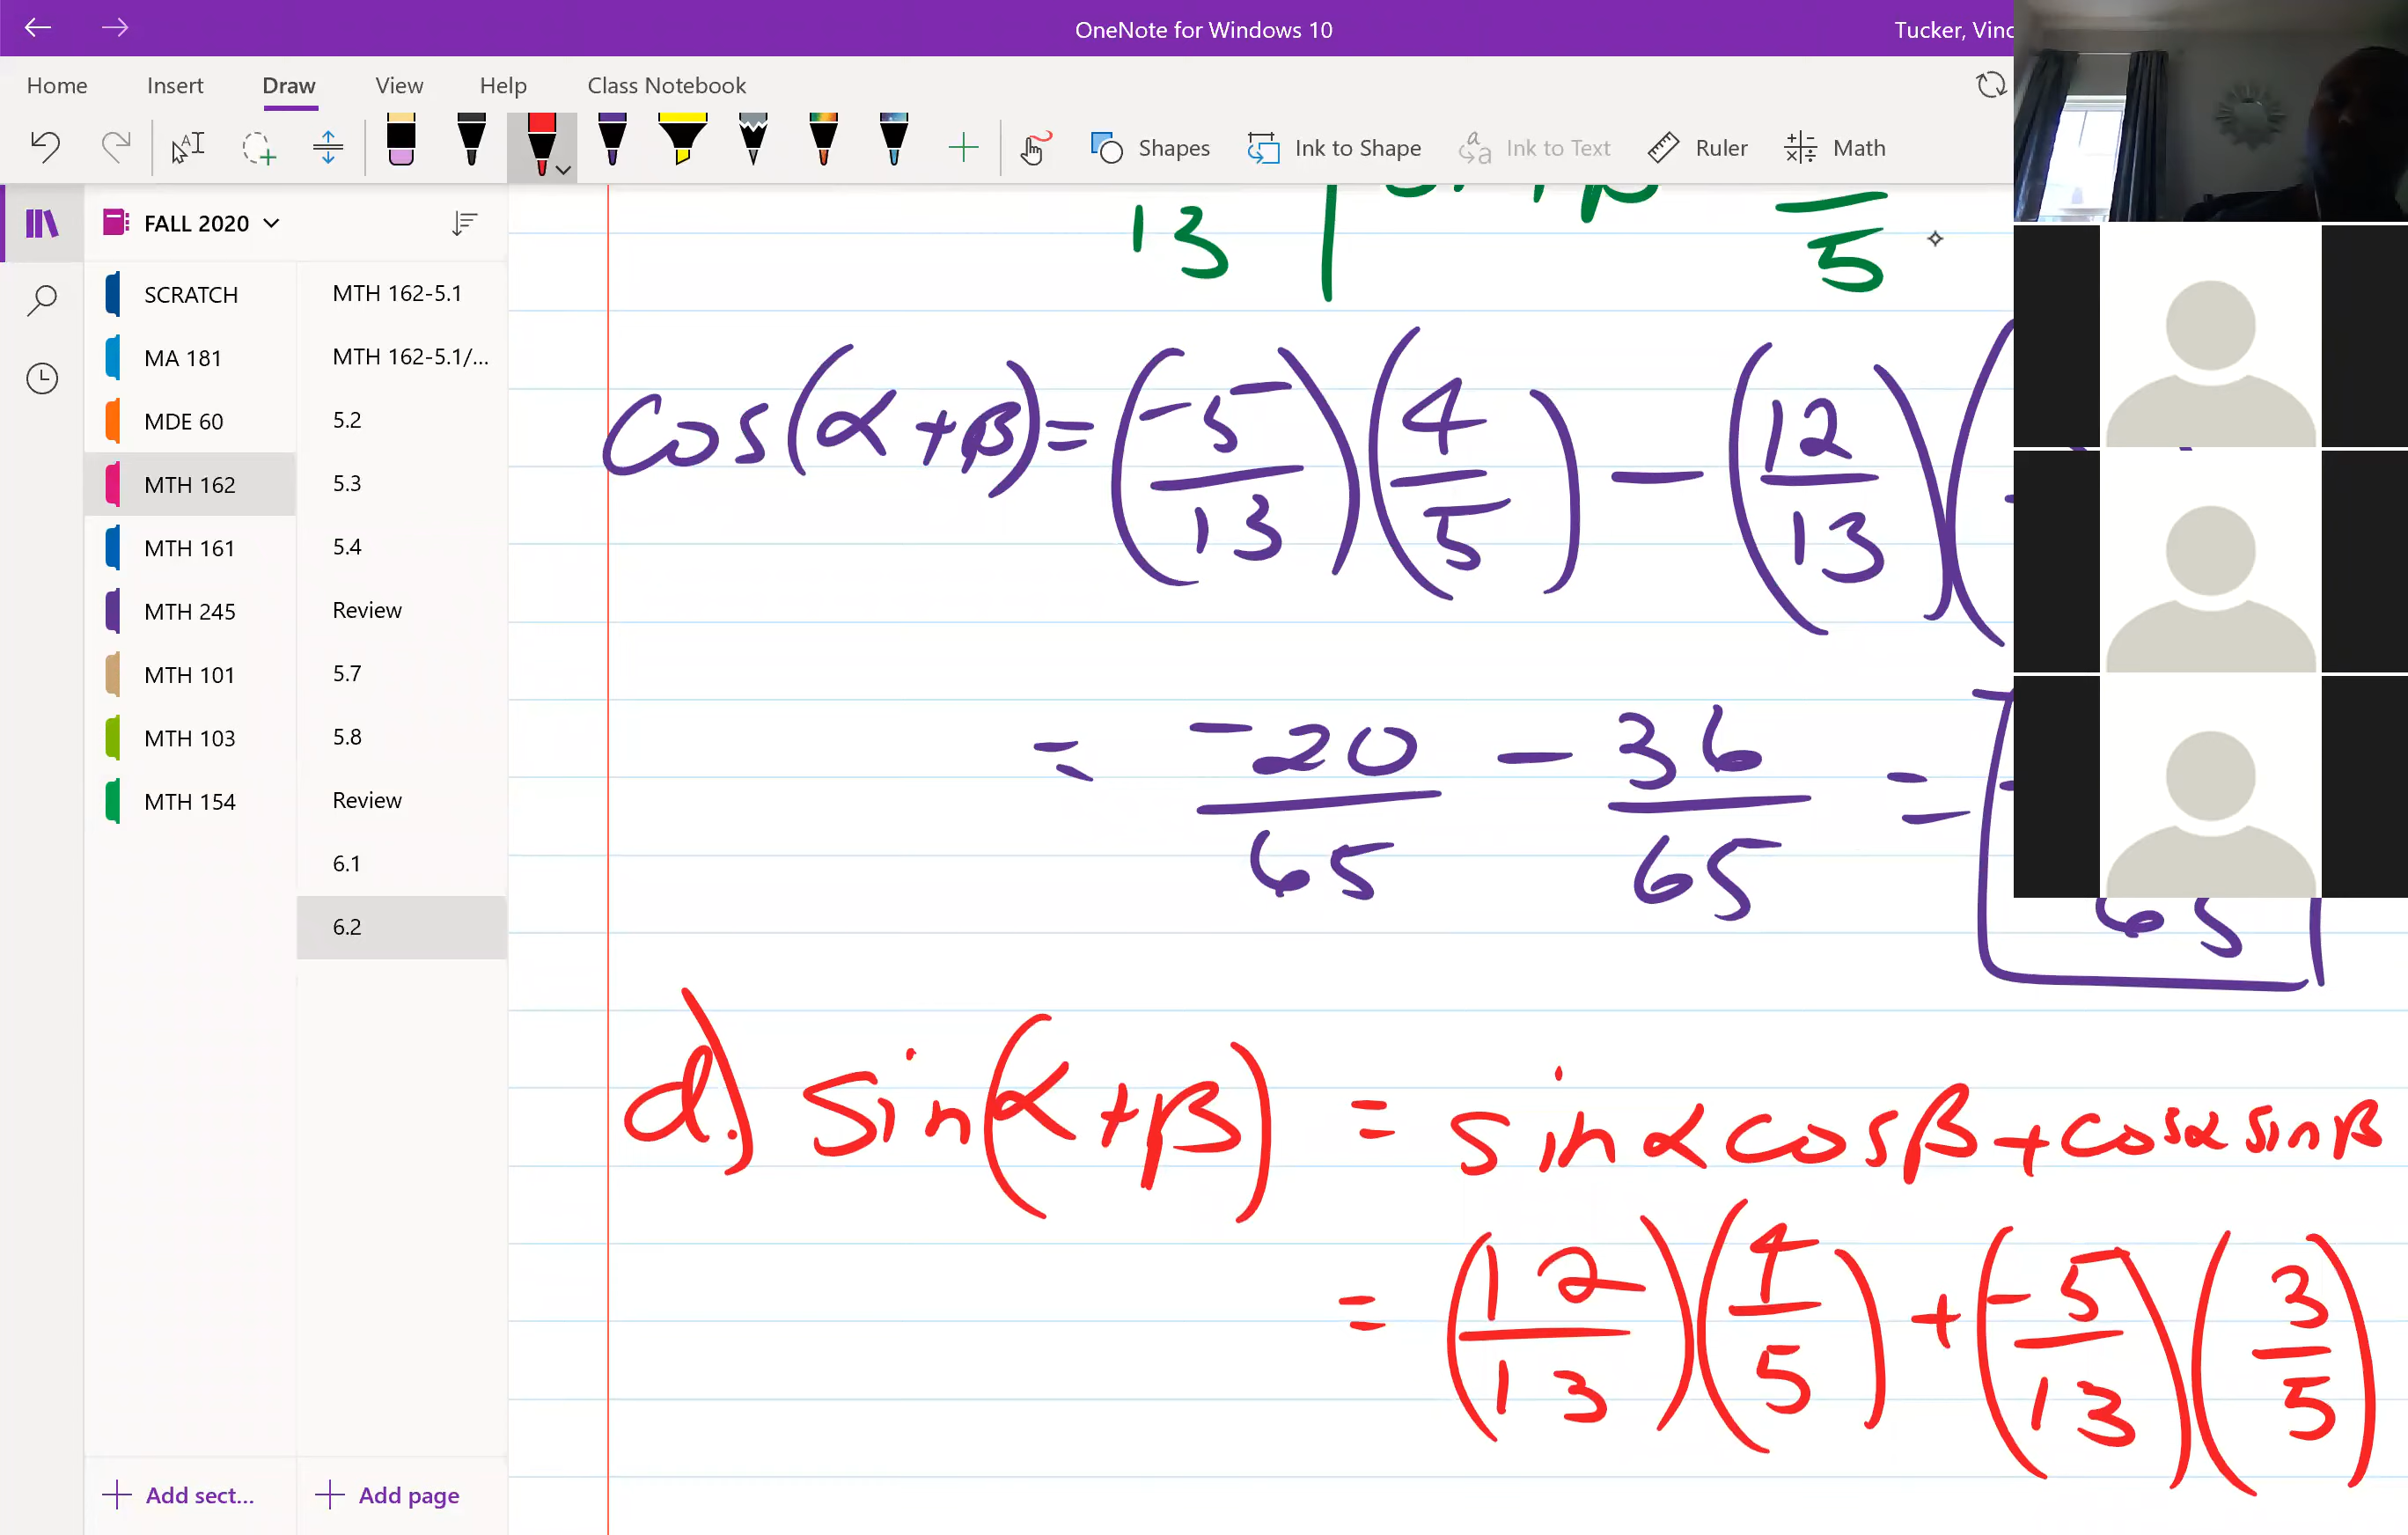 OneNote for Windows 10
Tucker, Vinc
Home Insert Draw View Help Class Notebook
Shapes Ink to Shape Ink to Text Ruler Math
FALL 2020
SCRATCH
MA 181
MDE 60
MTH 162
MTH 161
MTH 245
MTH 101
MTH 103
MTH 154
Add sect...
MTH 162-5.1
MTH 162-5.1/...
5.2
5.3
5.4
Review
5.7
5.8
Review
6.1
6.2
Add page
13 5
cos(α+β)=(-5/13)(4/5) - (12/13)(
= -20/65 - 36/65 = 65
d). sin(α+β) = sinα cosβ + cosα sinβ
= (12/13)(4/5) + (-5/13)(3/5)